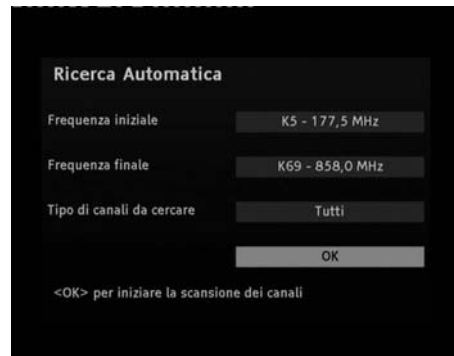 Ricerca Automatica
Frequenza iniziale K5 - 177,5 MHz
Frequenza finale K69 - 858,0 MHz
Tipo di canali da cercare Tutti
OK
<OK> per iniziare la scansione dei canali